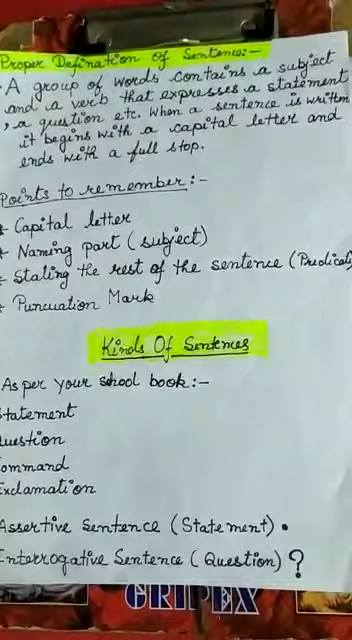 Proper Defination of Sentence:-
• A group of words contains a subject
and a verb that expresses a statement
, a question etc. When a sentence is written
it begins with a capital letter and
ends with a full stop.
Points to remember:-
* Capital letter
* Naming part (subject)
* Stating the rest of the sentence (Predicat
* Puncuation Mark
Kinds Of Sentences
As per your school book:-
Statement
Question
Command
Exclamation
Assertive Sentence (Statement) .
Interrogative Sentence (Question) ?
GRIPEX